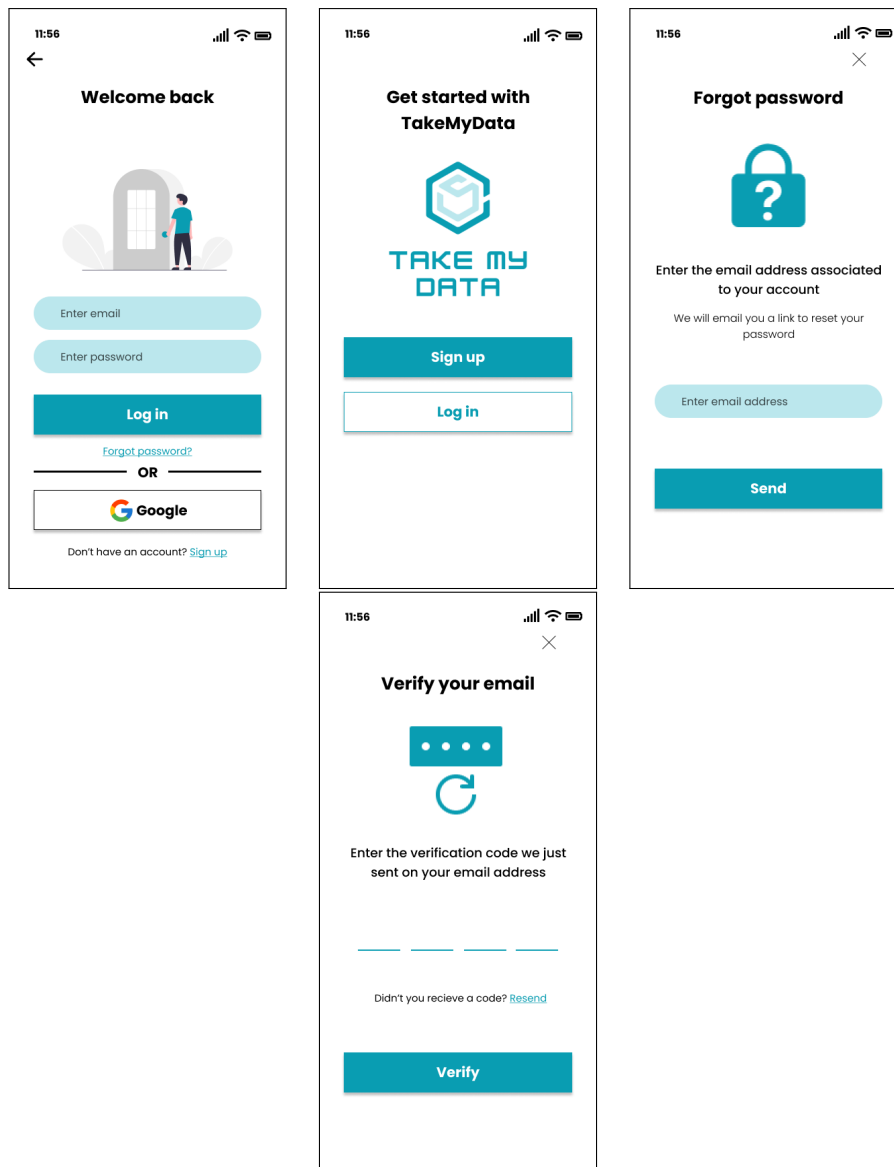 11:56
Welcome back
Enter email
Enter password
Log in
Forgot password?
OR
Google
Don't have an account? Sign up
11:56
Get started with
TakeMyData
TAKE MY
DATA
Sign up
Log in
11:56
Forgot password
?
Enter the email address associated
to your account
We will email you a link to reset your
password
Enter email address
Send
11:56
Verify your email
Enter the verification code we just
sent on your email address
Didn't you recieve a code? Resend
Verify